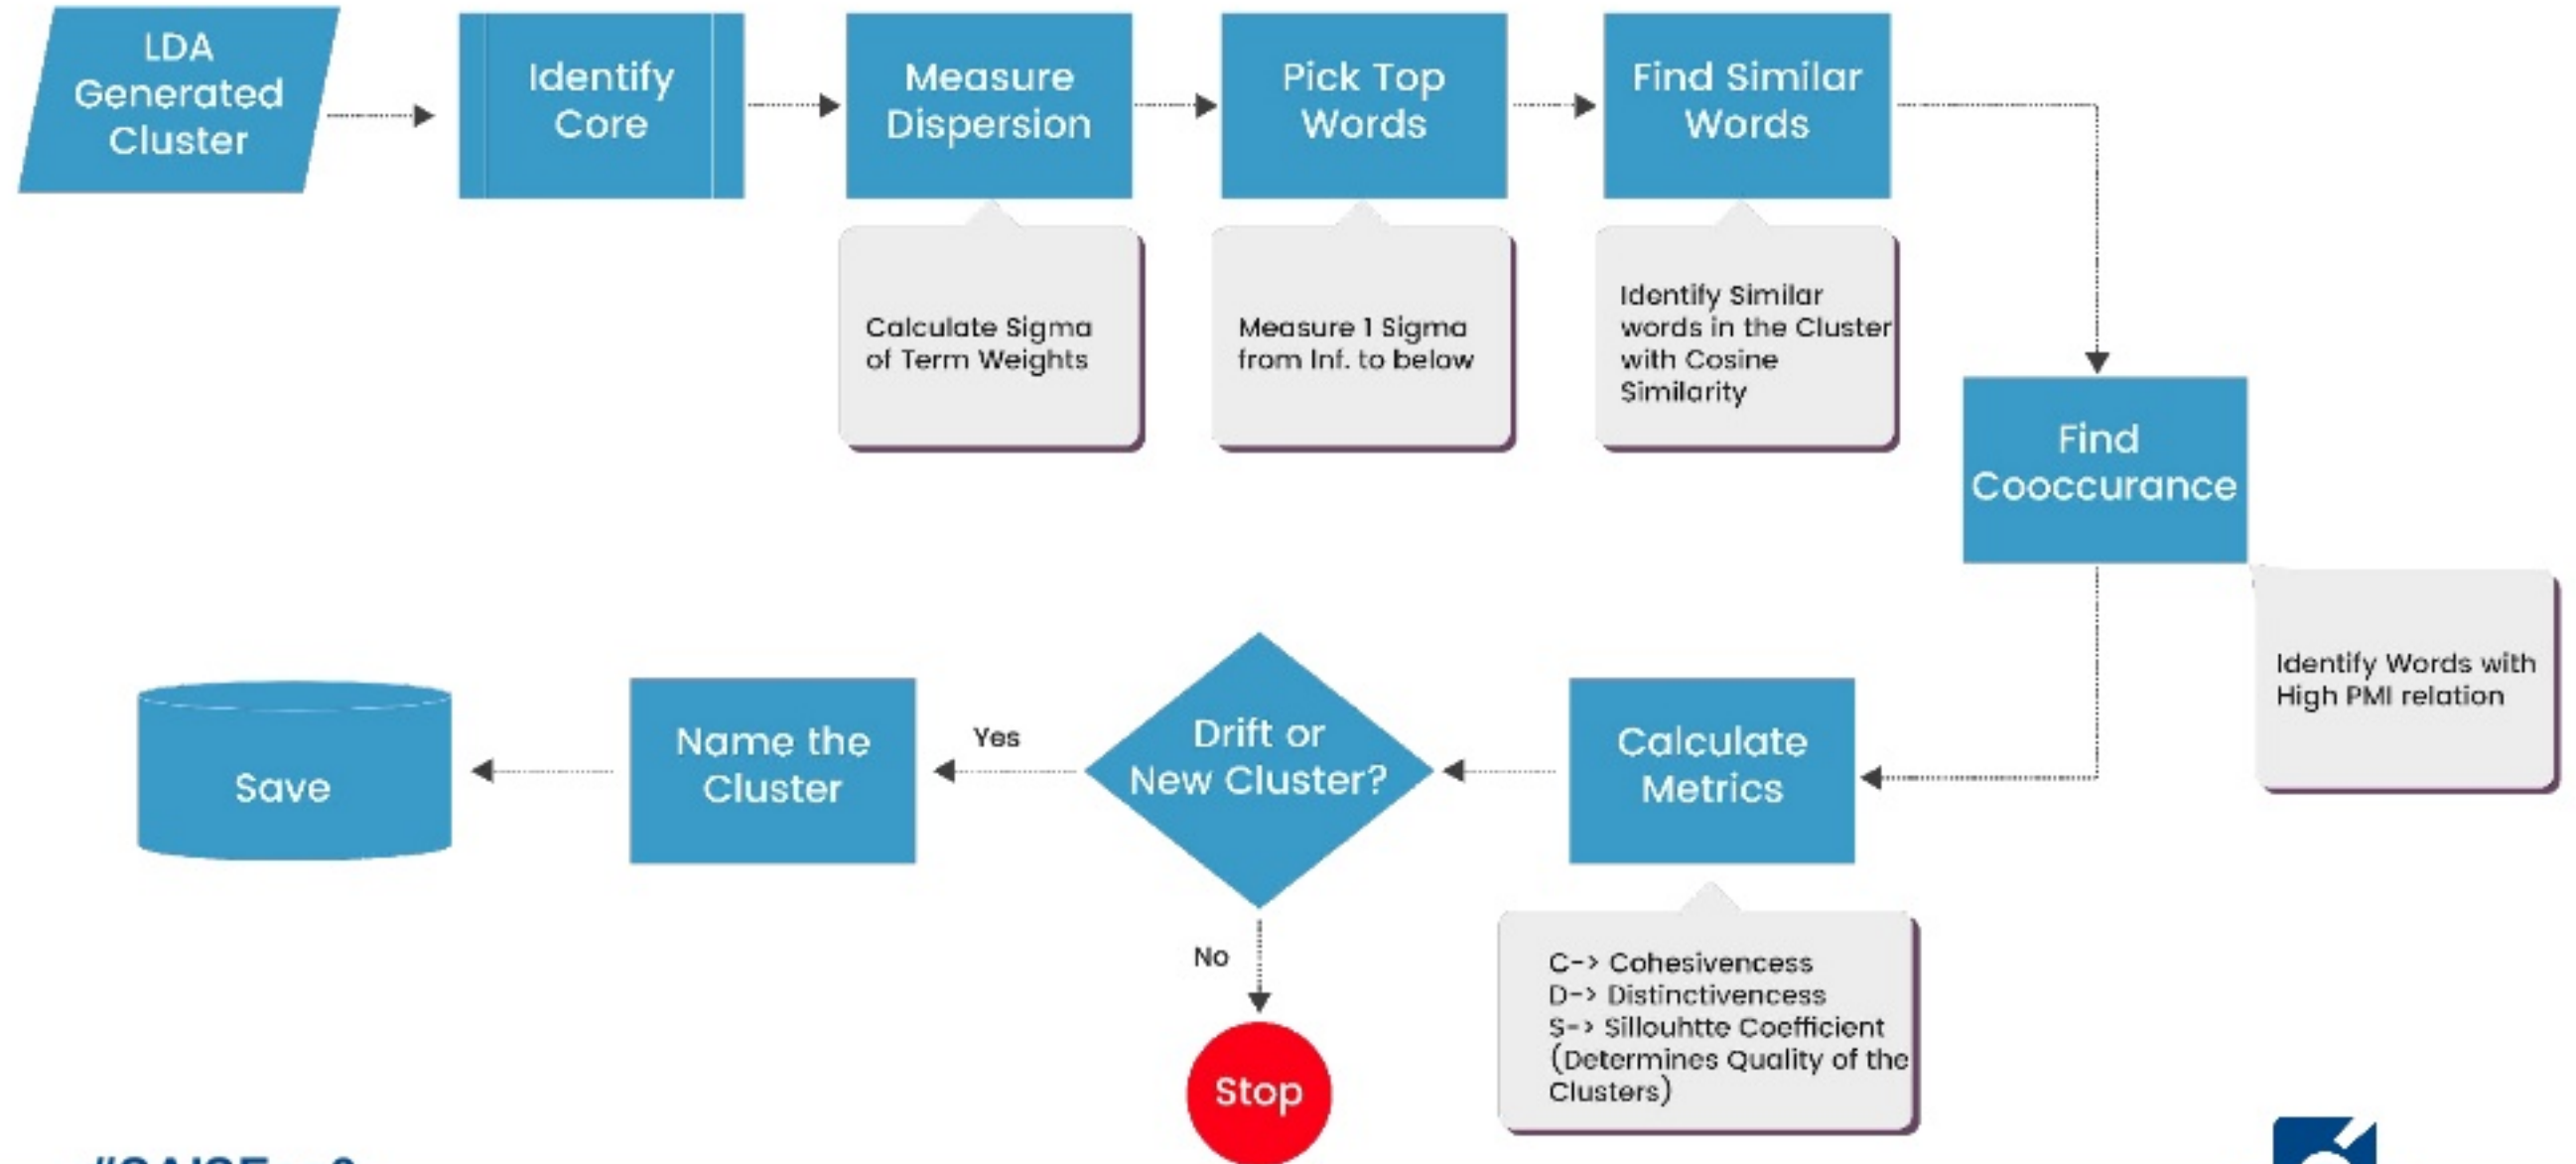 LDA
Generated
Cluster
Identify
Core
Measure
Dispersion
Pick Top
Words
Find Similar
Words
Calculate Sigma
of Term Weights
Measure 1 Sigma
from Inf. to below
Identify Similar
words in the Cluster
with Cosine
Similarity
Find
Cooccurance
Identify Words with
High PMI relation
Calculate
Metrics
C-> Cohesivencess
D-> Distinctivencess
S-> Sillouhtte Coefficient
(Determines Quality of the
Clusters)
Drift or
New Cluster?
Yes
No
Name the
Cluster
Save
Stop